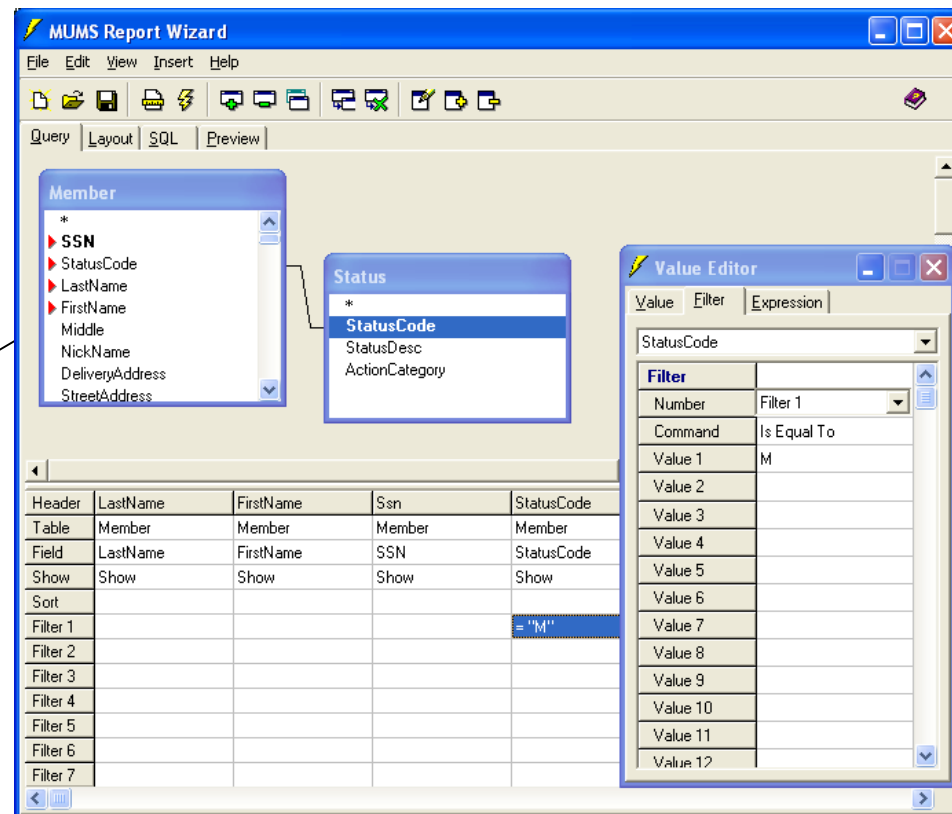 MUMS Report Wizard
File Edit View Insert Help
Query Layout SQL Preview
Member
*
SSN
StatusCode
LastName
FirstName
Middle
NickName
DeliveryAddress
StreetAddress
Status
*
StatusCode
StatusDesc
ActionCategory
Header LastName FirstName Ssn StatusCode
Table Member Member Member Member
Field LastName FirstName SSN StatusCode
Show Show Show Show Show
Sort
Filter 1 = "M"
Filter 2
Filter 3
Filter 4
Filter 5
Filter 6
Filter 7
Value Editor
Value Filter Expression
StatusCode
Filter
Number Filter 1
Command Is Equal To
Value 1 M
Value 2
Value 3
Value 4
Value 5
Value 6
Value 7
Value 8
Value 9
Value 10
Value 11
Value 12